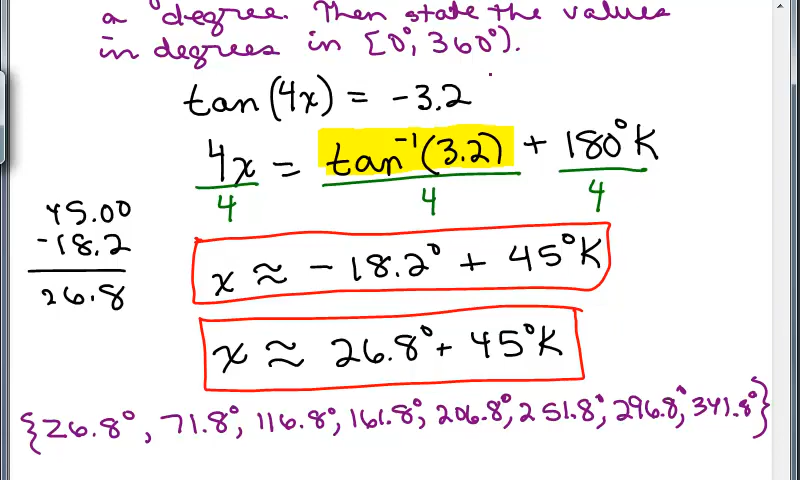 a degree. Then state the values
in degrees in [0°, 360°).
tan(4x) = -3.2
4x = tan⁻¹(3.2) + 180°K
4 4 4
45.00
-18.2
26.8
x ≈ -18.2° + 45°K
x ≈ 26.8° + 45°K
{26.8°, 71.8°, 116.8°, 161.8°, 206.8°, 251.8°, 296.8°, 341.8°}